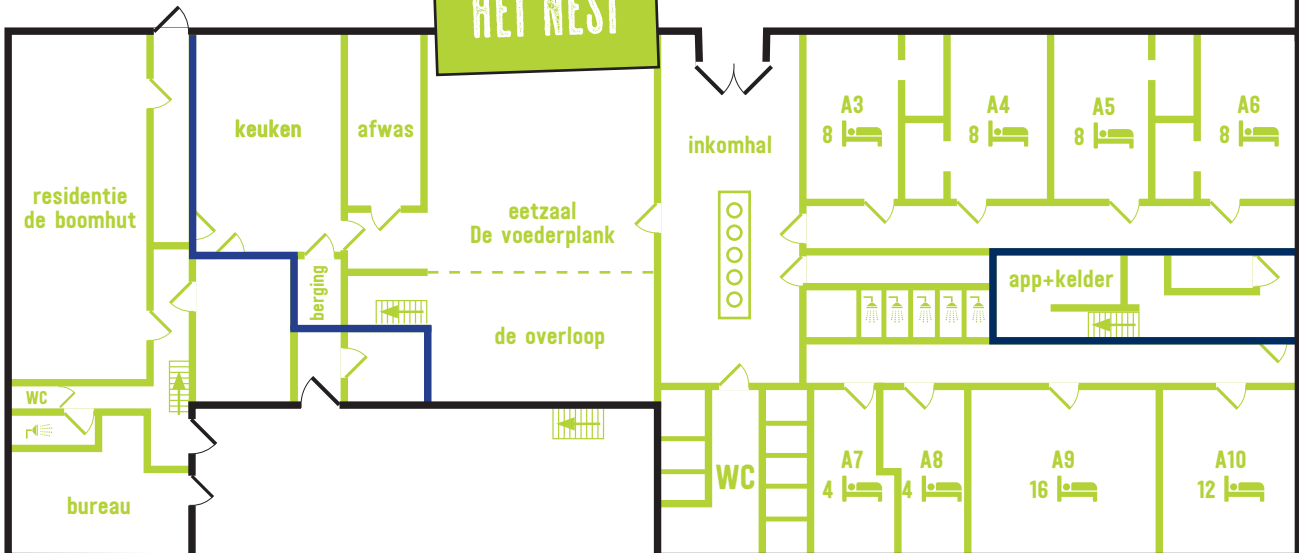 HET NEST
keuken
afwas
residentie
de boomhut
eetzaal
De voederplank
berging
de overloop
inkomhal
A3
8
A4
8
A5
8
A6
8
app+kelder
WC
bureau
WC
A7
4
A8
4
A9
16
A10
12